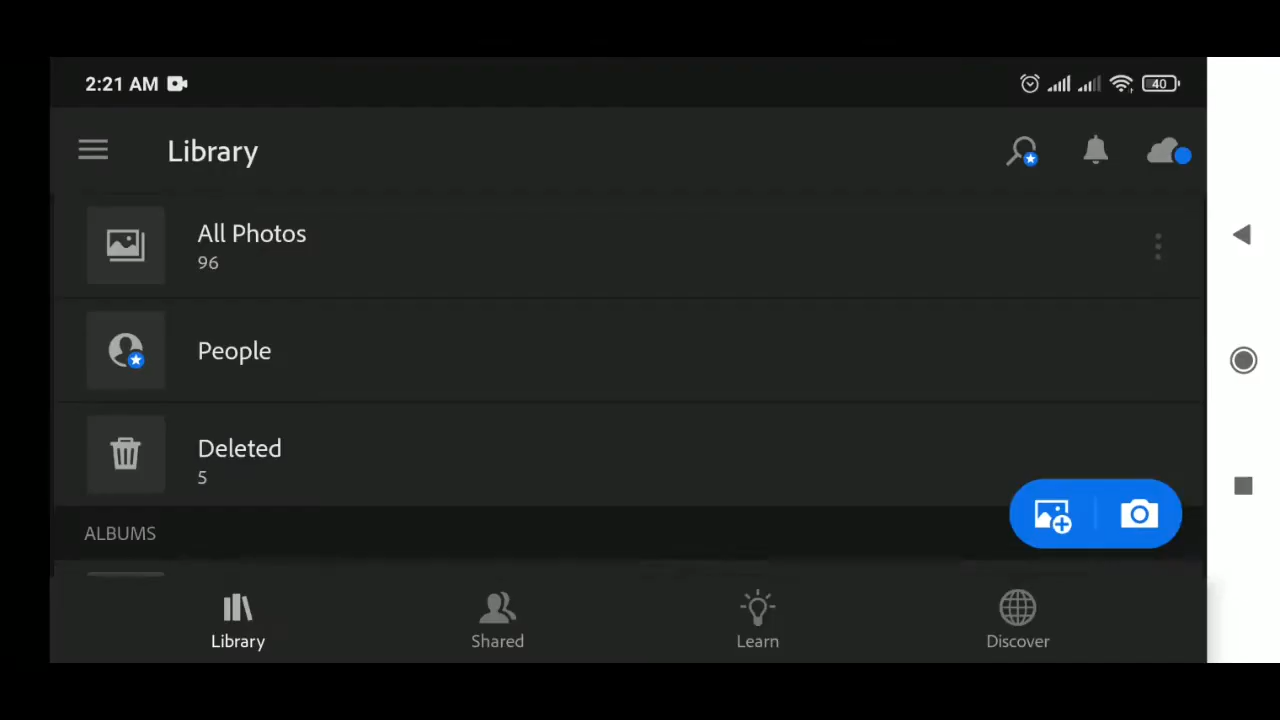 2:21 AM
40
Library
All Photos
96
People
Deleted
5
ALBUMS
Library
Shared
Learn
Discover